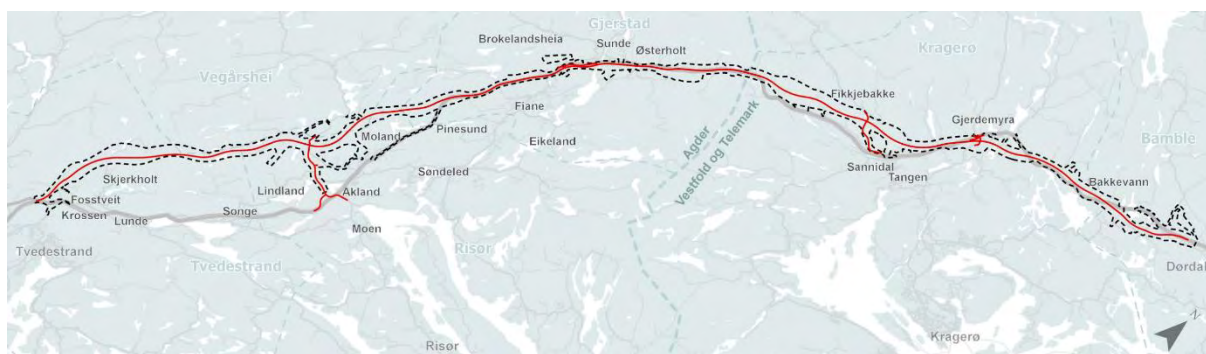 Gjerstad
Brokelandsheia
Sunde
Østerholt
Kragerø
Vegårshei
Fikkjebakke
Fiane
Gjerdemyra
Pinesund
Moland
Eikeland
Agder
Vestfold og Telemark
Bamble
Skjerkholt
Søndeled
Sannidal
Tangen
Bakkevann
Lindland
Akland
Fosstveit
Krossen
Lunde
Songe
Moen
Risør
Tvedestrand
Tvedestrand
Dørdal
Kragerø
Risør
N